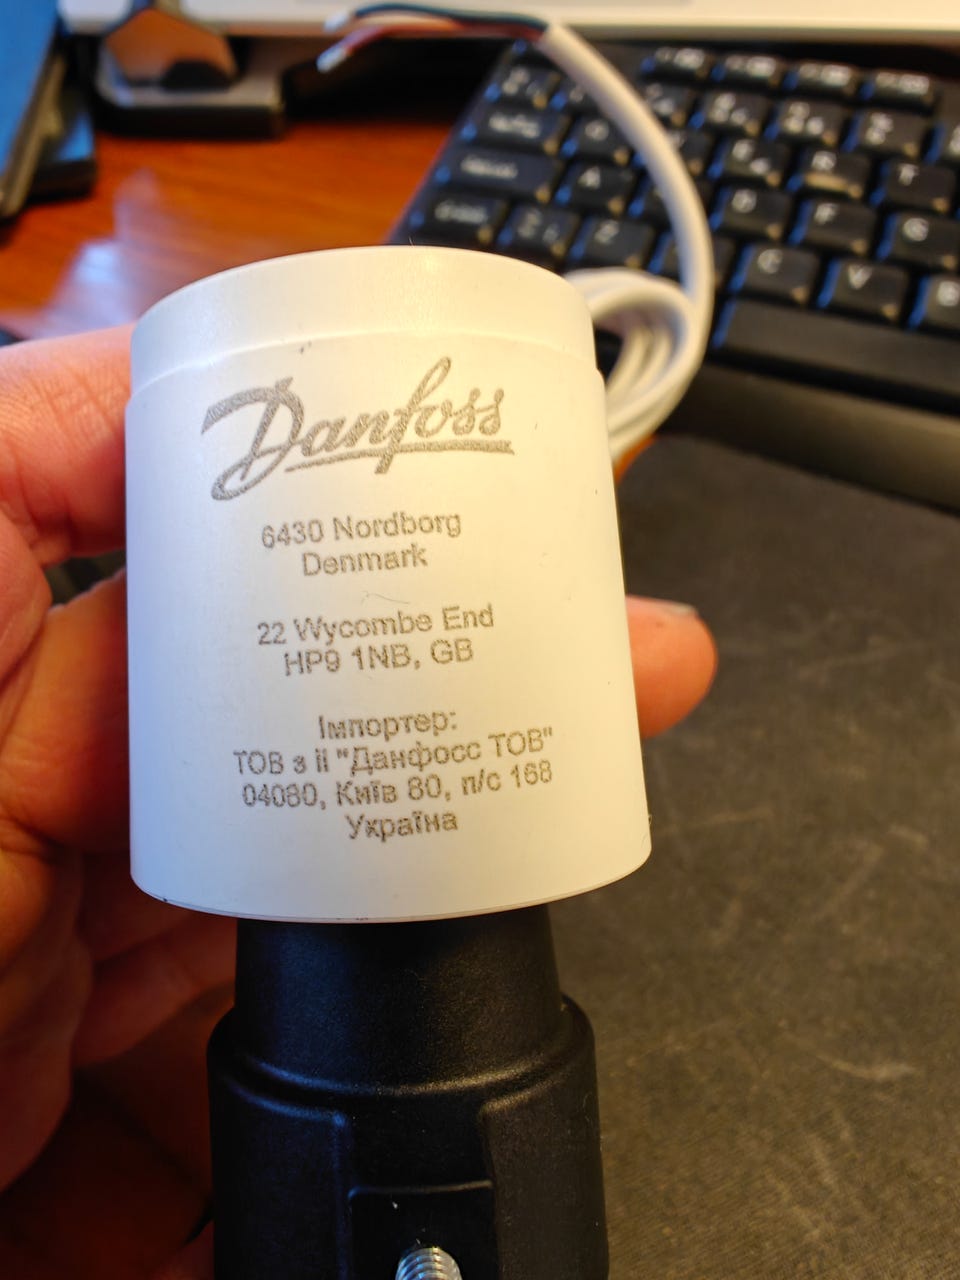 Danfoss
6430 Nordborg
Denmark
22 Wycombe End
HP9 1NB, GB
Імпортер:
ТОВ з іі "Данфосс ТОВ"
04080, Київ 80, п/с 168
Україна
A
Z
D
F
G
C
V
B
R
T